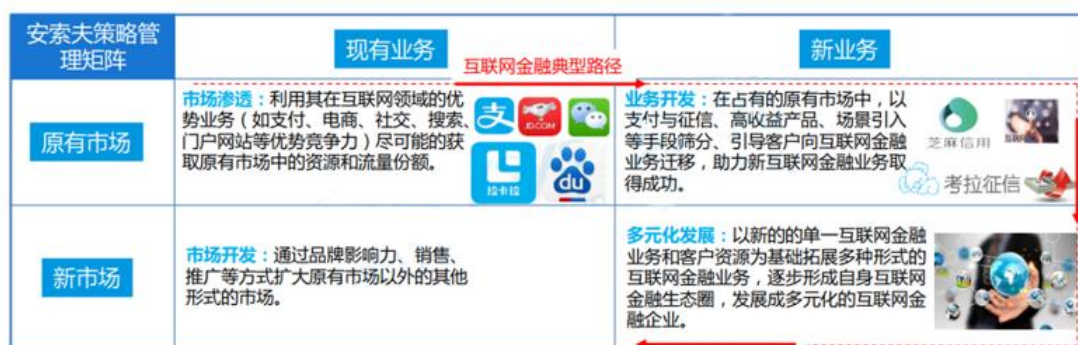 安索夫策略管
理矩阵
现有业务
互联网金融典型路径
新业务
原有市场
市场渗透：利用其在互联网领域的优
势业务（如支付、电商、社交、搜索、
门户网站等优势竞争力）尽可能的获
取原有市场中的资源和流量份额。
支
JD.COM
拉卡拉
du
业务开发：在占有的原有市场中，以
支付与征信、高收益产品、场景引入
等手段筛分、引导客户向互联网金融
业务迁移，助力新互联网金融业务取
得成功。
芝麻信用
考拉征信
新市场
市场开发：通过品牌影响力、销售、
推广等方式扩大原有市场以外的其他
形式的市场。
多元化发展：以新的的单一互联网金融
业务和客户资源为基础拓展多种形式的
互联网金融业务，逐步形成自身互联网
金融生态圈，发展成多元化的互联网金
融企业。